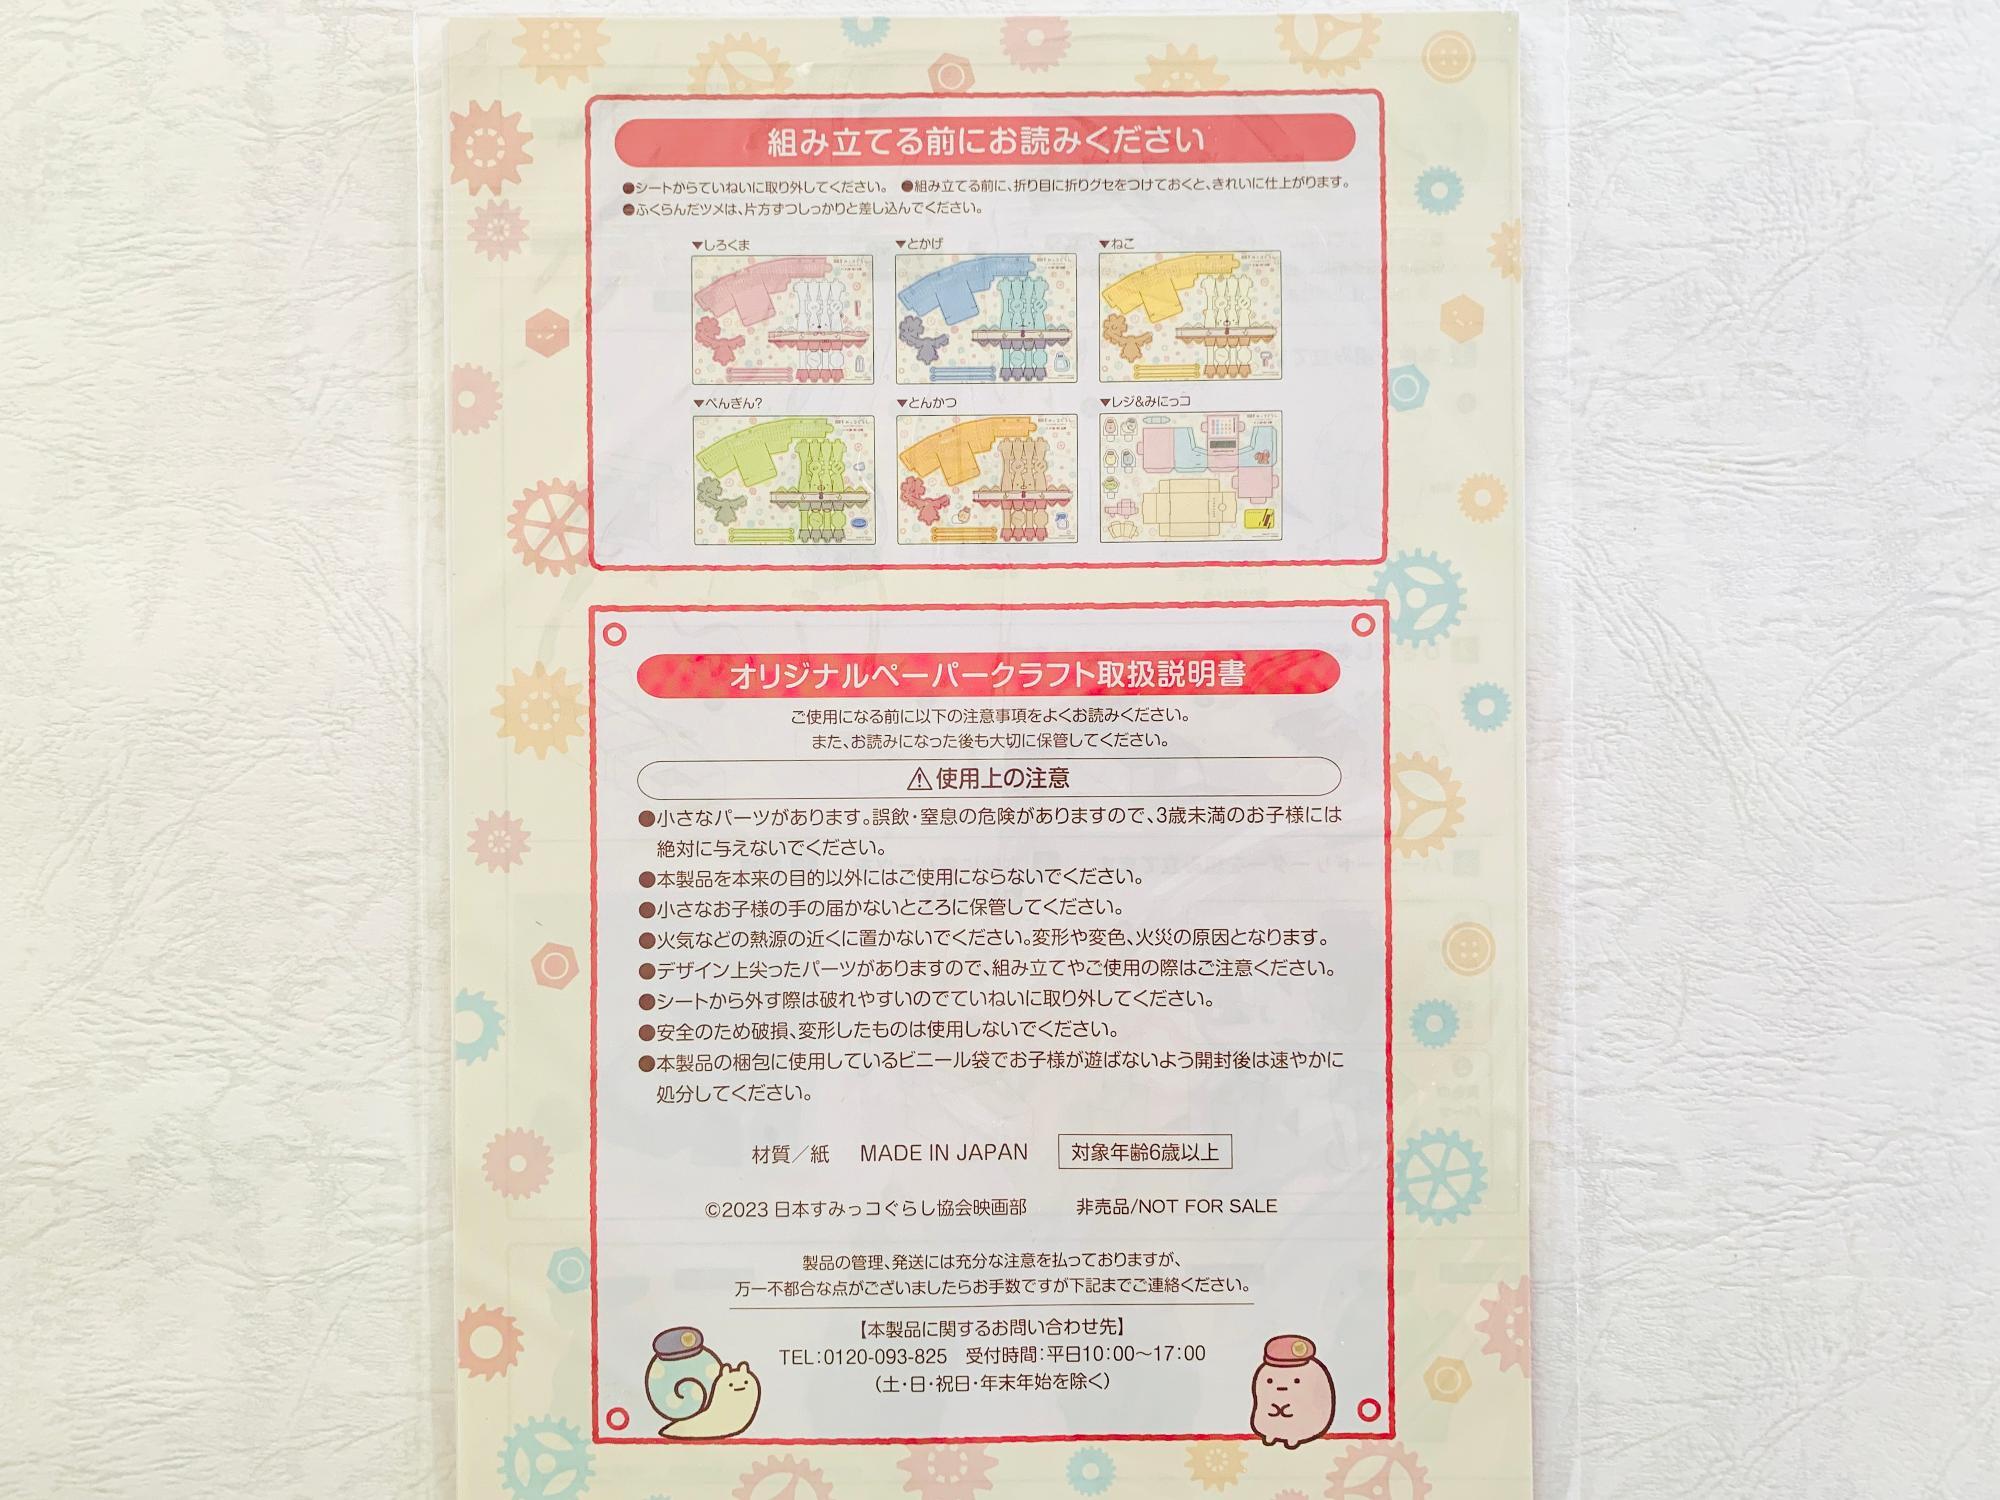 組み立てる前にお読みください
●シートからていねいに取り外してください。 ●組み立てる前に、折り目に折りグセをつけておくと、きれいに仕上がります。
●ふくらんだツメは、片方ずつしっかりと差し込んでください。
▼しろくま ▼とかげ ▼ねこ
▼ぺんぎん? ▼とんかつ ▼レジ&みにっコ
オリジナルペーパークラフト取扱説明書
ご使用になる前に以下の注意事項をよくお読みください。
また、お読みになった後も大切に保管してください。
⚠使用上の注意
●小さなパーツがあります。誤飲・窒息の危険がありますので、3歳未満のお子様には
絶対に与えないでください。
●本製品を本来の目的以外にはご使用にならないでください。
●小さなお子様の手の届かないところに保管してください。
●火気などの熱源の近くに置かないでください。変形や変色、火災の原因となります。
●デザイン上尖ったパーツがありますので、組み立てやご使用の際はご注意ください。
●シートから外す際は破れやすいのでていねいに取り外してください。
●安全のため破損、変形したものは使用しないでください。
●本製品の梱包に使用しているビニール袋でお子様が遊ばないよう開封後は速やかに
処分してください。
材質／紙 MADE IN JAPAN 対象年齢6歳以上
©2023 日本すみっコぐらし協会映画部 非売品/NOT FOR SALE
製品の管理、発送には充分な注意を払っておりますが、
万一不都合な点がございましたらお手数ですが下記までご連絡ください。
【本製品に関するお問い合わせ先】
TEL:0120-093-825 受付時間:平日10:00〜17:00
(土・日・祝日・年末年始を除く)